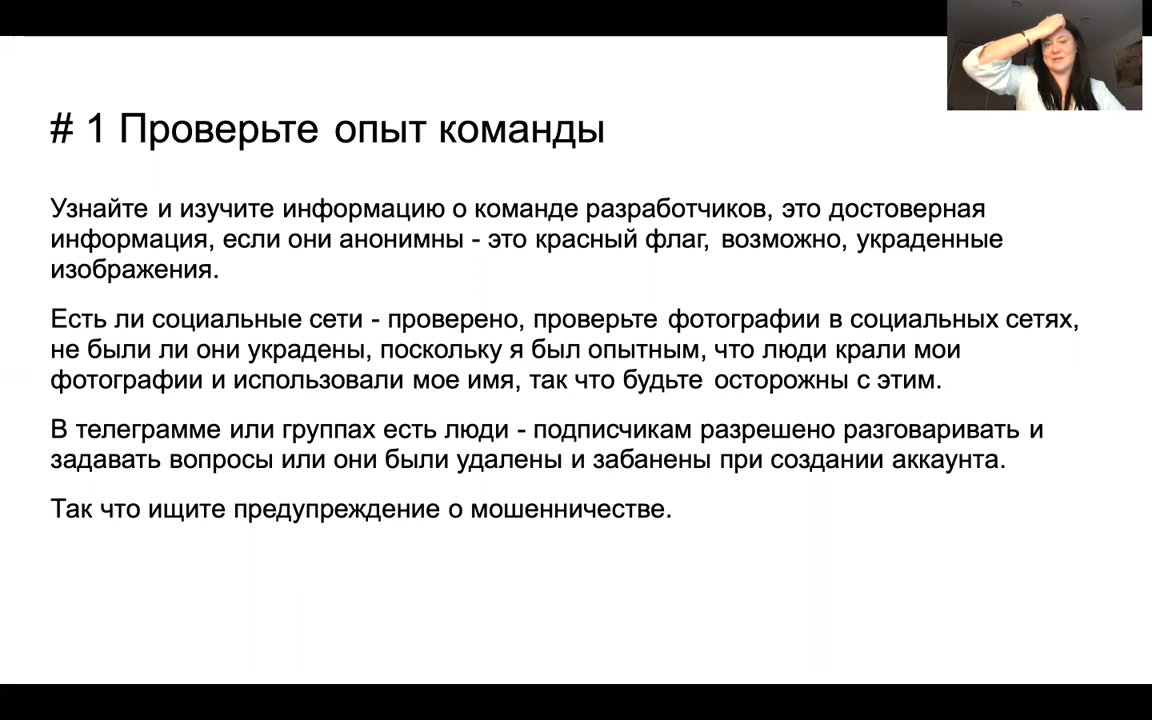 # 1 Проверьте опыт команды
Узнайте и изучите информацию о команде разработчиков, это достоверная
информация, если они анонимны - это красный флаг, возможно, украденные
изображения.
Есть ли социальные сети - проверено, проверьте фотографии в социальных сетях,
не были ли они украдены, поскольку я был опытным, что люди крали мои
фотографии и использовали мое имя, так что будьте осторожны с этим.
В телеграмме или группах есть люди - подписчикам разрешено разговаривать и
задавать вопросы или они были удалены и забанены при создании аккаунта.
Так что ищите предупреждение о мошенничестве.